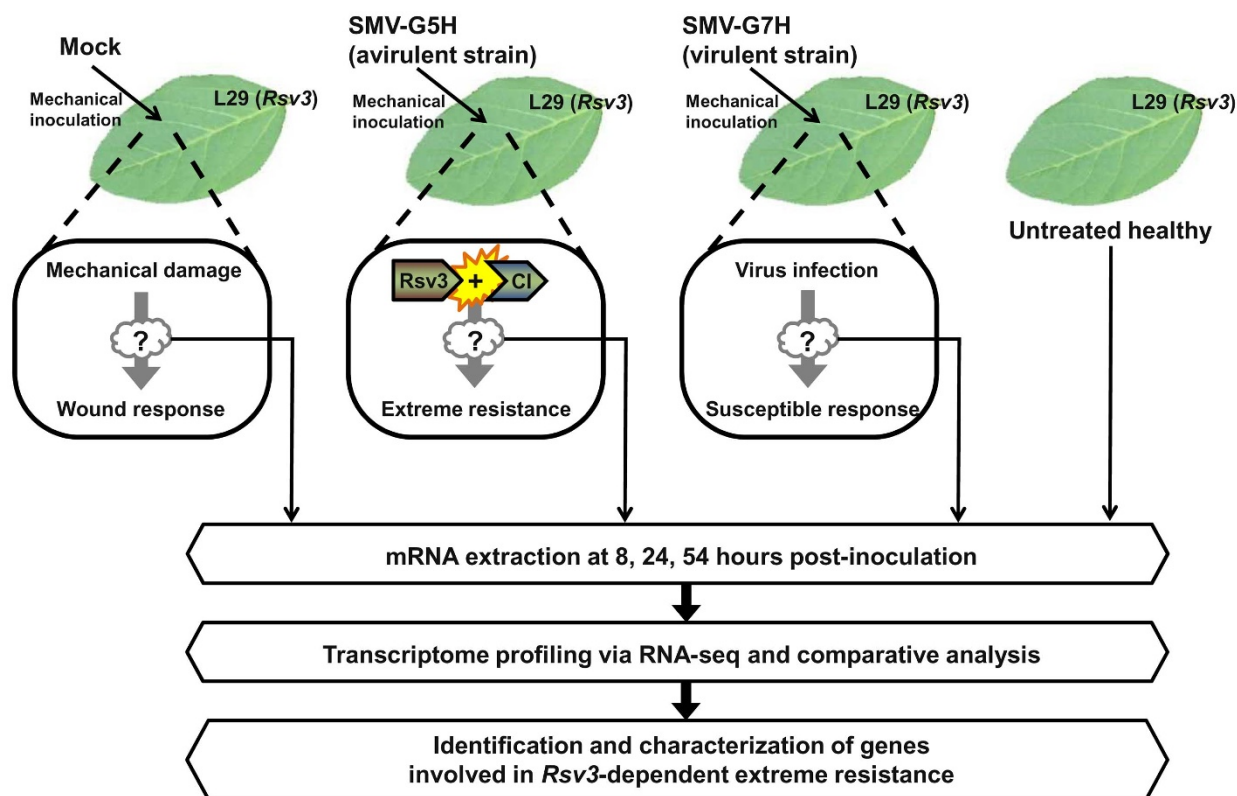 Mock
Mechanical
inoculation
L29 (Rsv3)
Mechanical damage
?
Wound response
SMV-G5H
(avirulent strain)
Mechanical
inoculation
L29 (Rsv3)
Rsv3 + CI
?
Extreme resistance
SMV-G7H
(virulent strain)
Mechanical
inoculation
L29 (Rsv3)
Virus infection
?
Susceptible response
L29 (Rsv3)
Untreated healthy
mRNA extraction at 8, 24, 54 hours post-inoculation
Transcriptome profiling via RNA-seq and comparative analysis
Identification and characterization of genes
involved in Rsv3-dependent extreme resistance